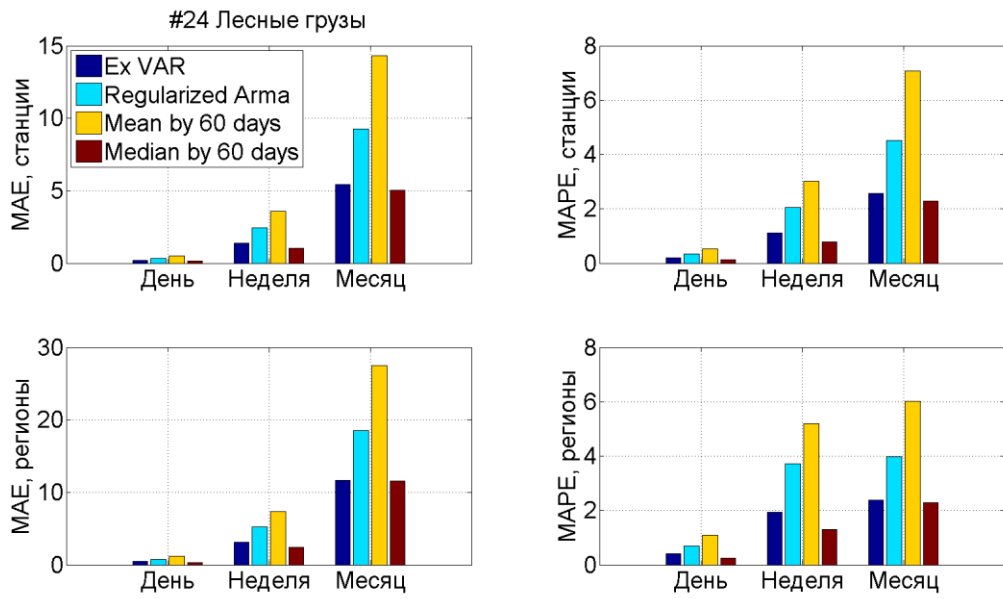 #24 Лесные грузы
MAE, станции
15
10
5
0
Ex VAR
Regularized Arma
Mean by 60 days
Median by 60 days
День Неделя Месяц
MAPE, станции
8
6
4
2
0
День Неделя Месяц
MAE, регионы
30
20
10
0
День Неделя Месяц
MAPE, регионы
8
6
4
2
0
День Неделя Месяц